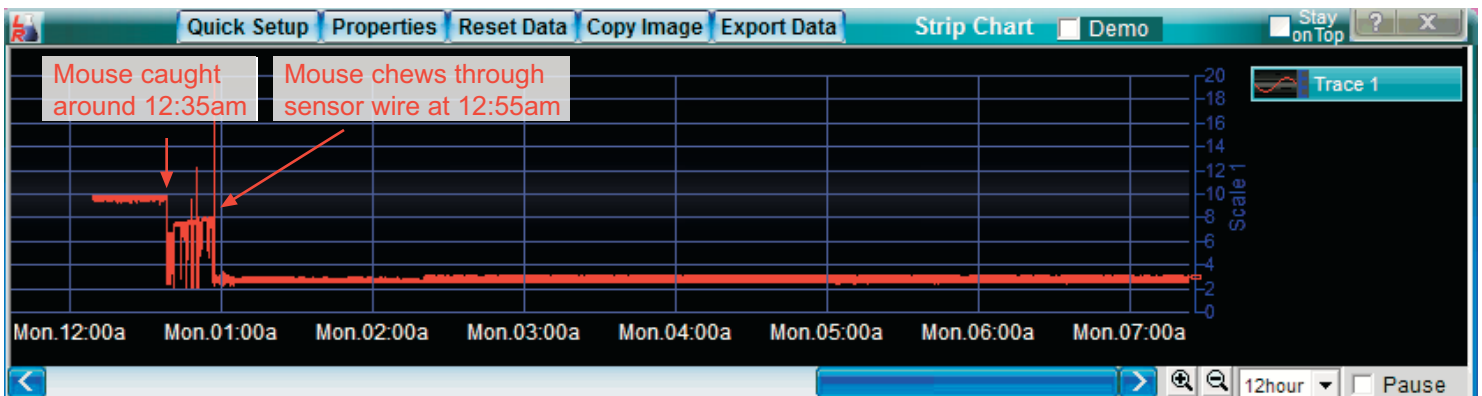 LR
Quick Setup Properties Reset Data Copy Image Export Data Strip Chart Demo Stay
on Top ? X
Mouse caught
around 12:35am
Mouse chews through
sensor wire at 12:55am
20
18
16
14
12
10
8
6
4
2
0
Scale 1
Trace 1
Mon.12:00a Mon.01:00a Mon.02:00a Mon.03:00a Mon.04:00a Mon.05:00a Mon.06:00a Mon.07:00a
12hour Pause